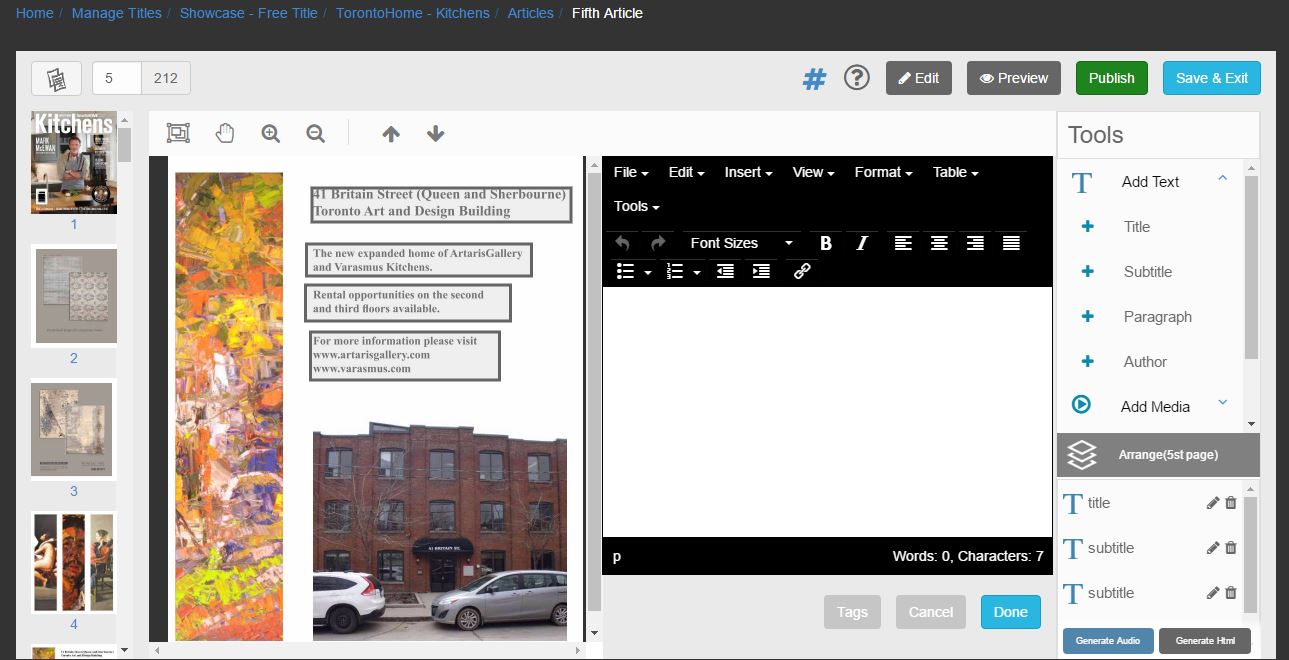 Home / Manage Titles / Showcase - Free Title / TorontoHome - Kitchens / Articles / Fifth Article
5 212
# ? Edit Preview Publish Save & Exit
Kitchens
MARK
McEWAN
1
2
3
4
41 Britain Street (Queen and Sherbourne)
Toronto Art and Design Building
The new expanded home of ArtarisGallery
and Varasmus Kitchens.
Rental opportunities on the second
and third floors available.
For more information please visit
www.artarisgallery.com
www.varasmus.com
41 BRITAIN ST.
File Edit Insert View Format Table
Tools
Font Sizes B I
p Words: 0, Characters: 7
Tags Cancel Done
Tools
T Add Text
Title
Subtitle
Paragraph
Author
Add Media
Arrange(5st page)
T title
T subtitle
T subtitle
Generate Audio Generate Html